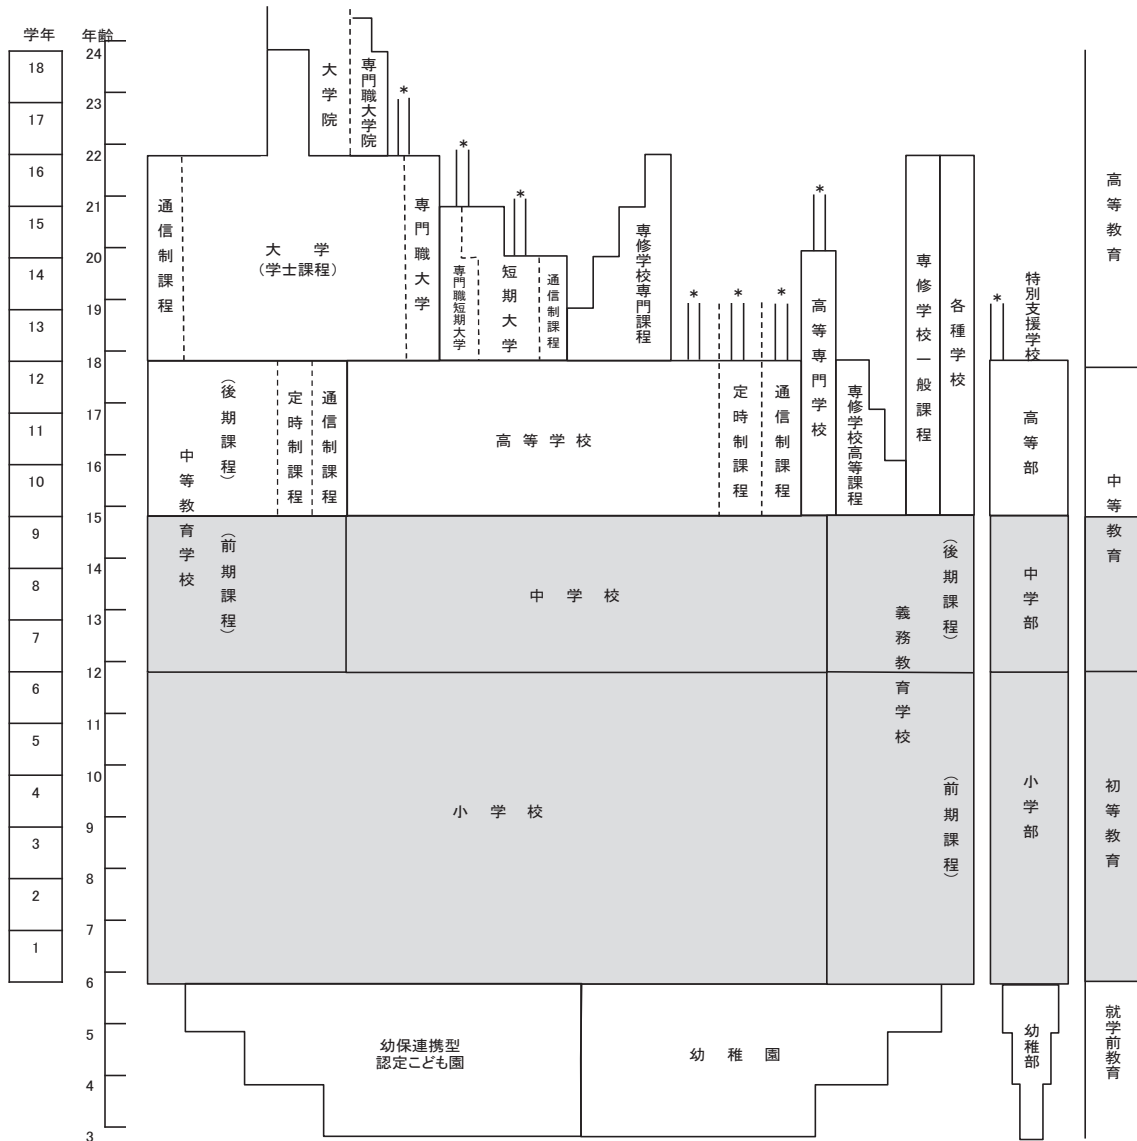 学年
年齢
18
17
16
15
14
13
12
11
10
9
8
7
6
5
4
3
2
1
24
23
22
21
20
19
18
17
16
15
14
13
12
11
10
9
8
7
6
5
4
3
大学院
専門職大学院
*
*
*
*
*
*
*
*
通信制課程
大学
(学士課程)
専門職大学
専門職短期大学
短期大学
通信制課程
専修学校専門課程
高等専門学校
専修学校一般課程
各種学校
特別支援学校
高等教育
中等教育学校
(後期課程)
定時制課程
通信制課程
高等学校
定時制課程
通信制課程
専修学校高等課程
高等部
中等教育
(前期課程)
中学校
義務教育学校
(後期課程)
中学部
小学校
(前期課程)
小学部
初等教育
幼保連携型
認定こども園
幼稚園
幼稚部
就学前教育